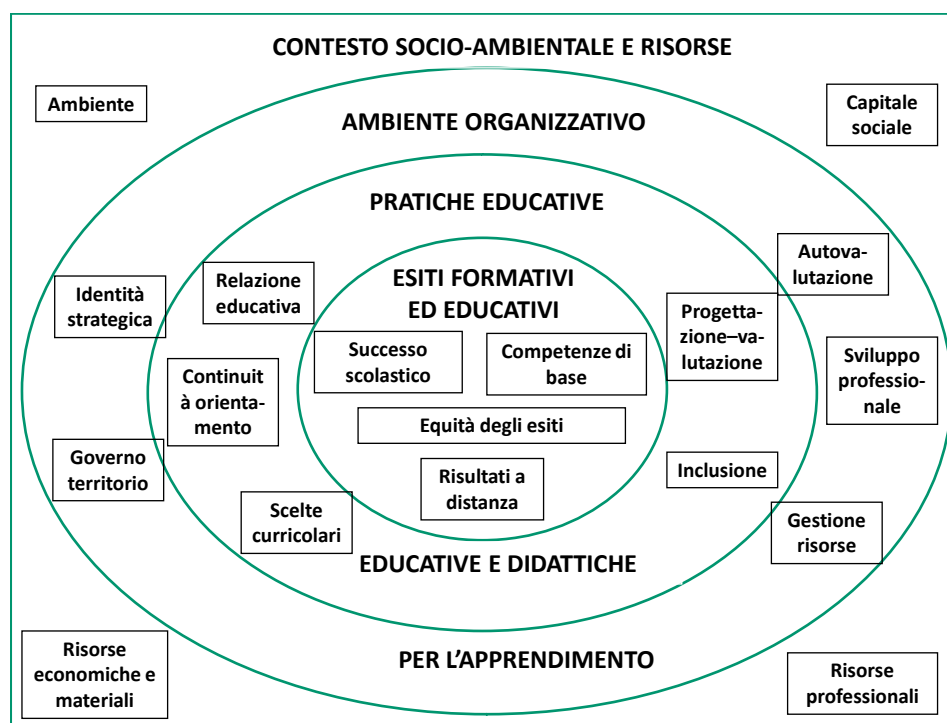 CONTESTO SOCIO-AMBIENTALE E RISORSE
Ambiente
Capitale
sociale
AMBIENTE ORGANIZZATIVO
PRATICHE EDUCATIVE
Autova-
lutazione
Identità
strategica
Relazione
educativa
ESITI FORMATIVI
ED EDUCATIVI
Progetta-
zione–va-
lutazione
Successo
scolastico
Competenze di
base
Sviluppo
professio-
nale
Continuit
à orienta-
mento
Equità degli esiti
Governo
territorio
Risultati a
distanza
Inclusione
Scelte
curricolari
Gestione
risorse
EDUCATIVE E DIDATTICHE
PER L’APPRENDIMENTO
Risorse
economiche e
materiali
Risorse
professionali